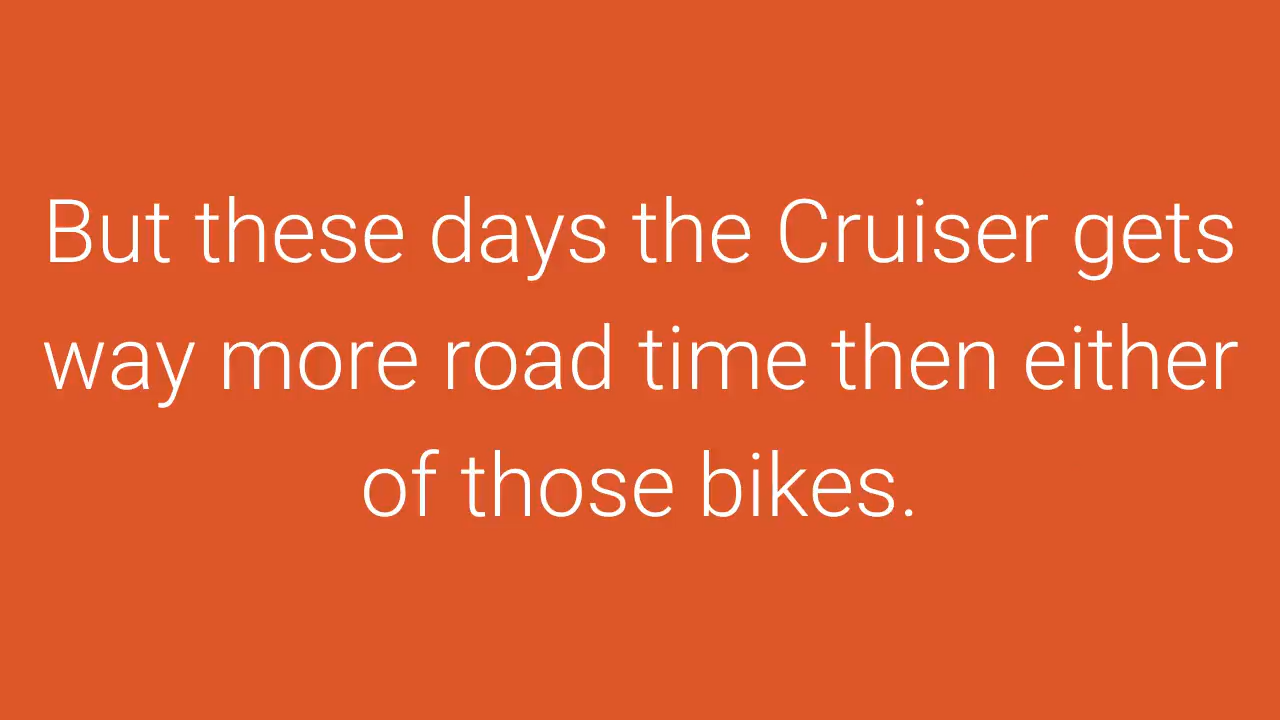 But these days the Cruiser gets
way more road time then either
of those bikes.